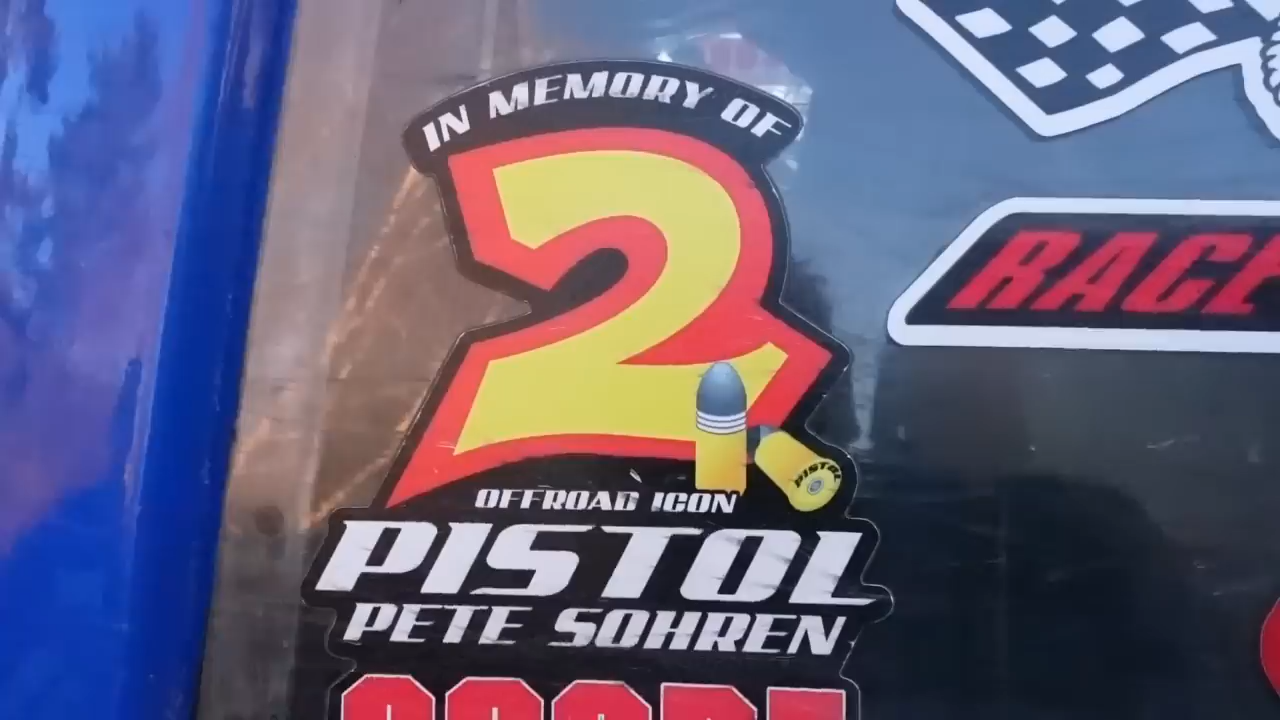 IN MEMORY OF
2
PISTOL
OFFROAD ICON
PISTOL
PETE SOHREN